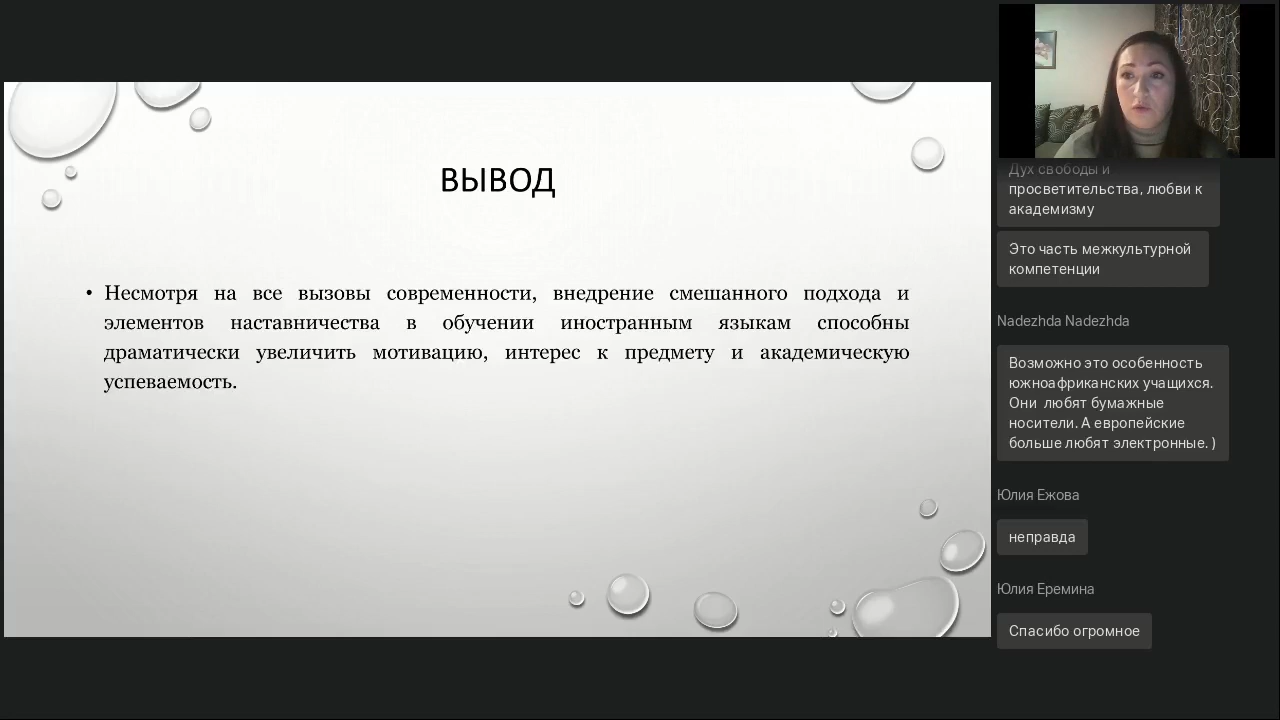 ВЫВОД
• Несмотря на все вызовы современности, внедрение смешанного подхода и
элементов наставничества в обучении иностранным языкам способны
драматически увеличить мотивацию, интерес к предмету и академическую
успеваемость.
Дух свободы и
просветительства, любви к
академизму
Это часть межкультурной
компетенции
Nadezhda Nadezhda
Возможно это особенность
южноафриканских учащихся.
Они любят бумажные
носители. А европейские
больше любят электронные. )
Юлия Ежова
неправда
Юлия Еремина
Спасибо огромное